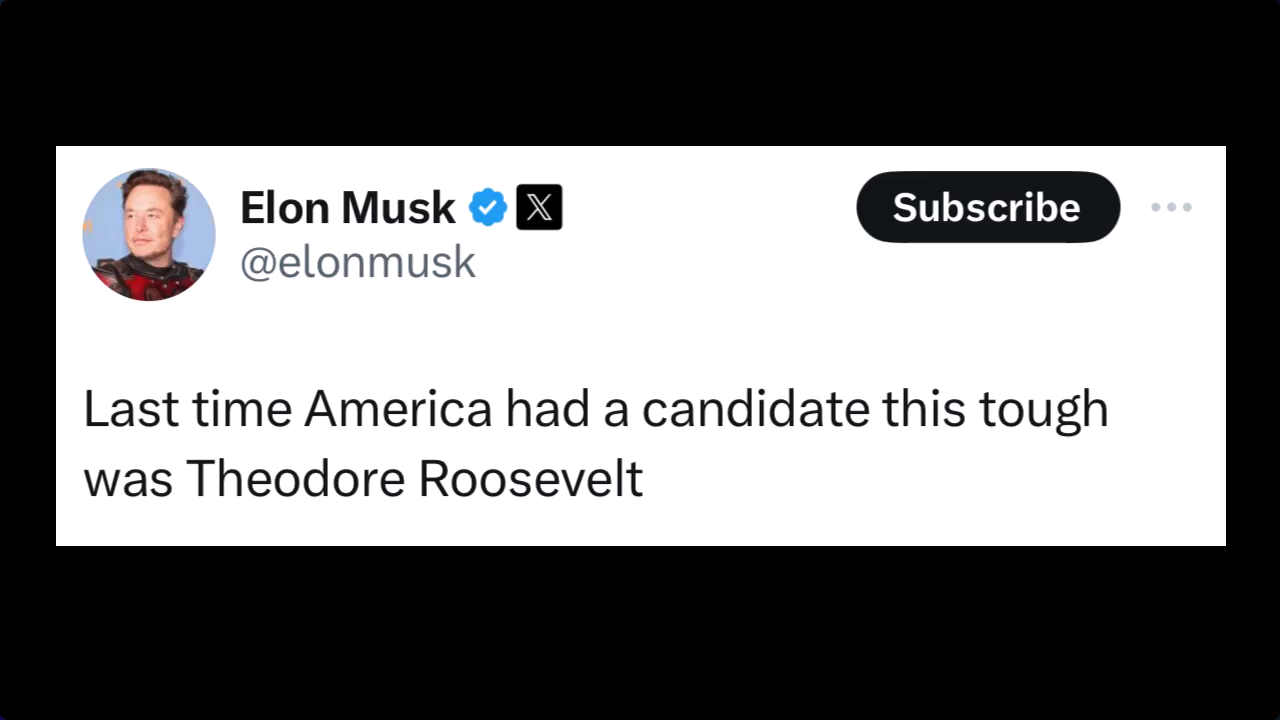 Elon Musk
Subscribe
@elonmusk
Last time America had a candidate this tough
was Theodore Roosevelt